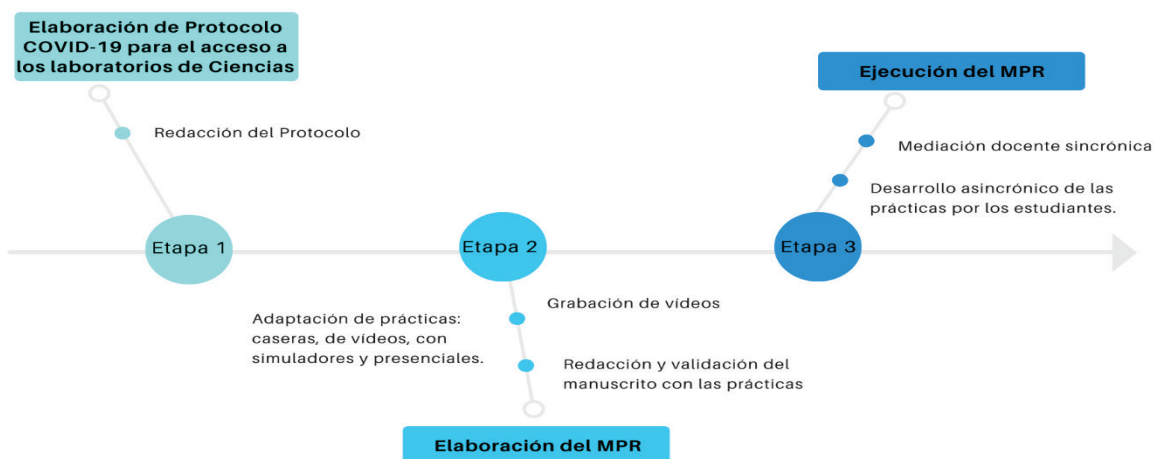 Elaboración de Protocolo
COVID-19 para el acceso a
los laboratorios de Ciencias
Redacción del Protocolo
Etapa 1
Etapa 2
Adaptación de prácticas:
caseras, de vídeos, con
simuladores y presenciales.
Grabación de vídeos
Redacción y validación del
manuscrito con las prácticas
Elaboración del MPR
Ejecución del MPR
Mediación docente sincrónica
Desarrollo asincrónico de las
prácticas por los estudiantes.
Etapa 3